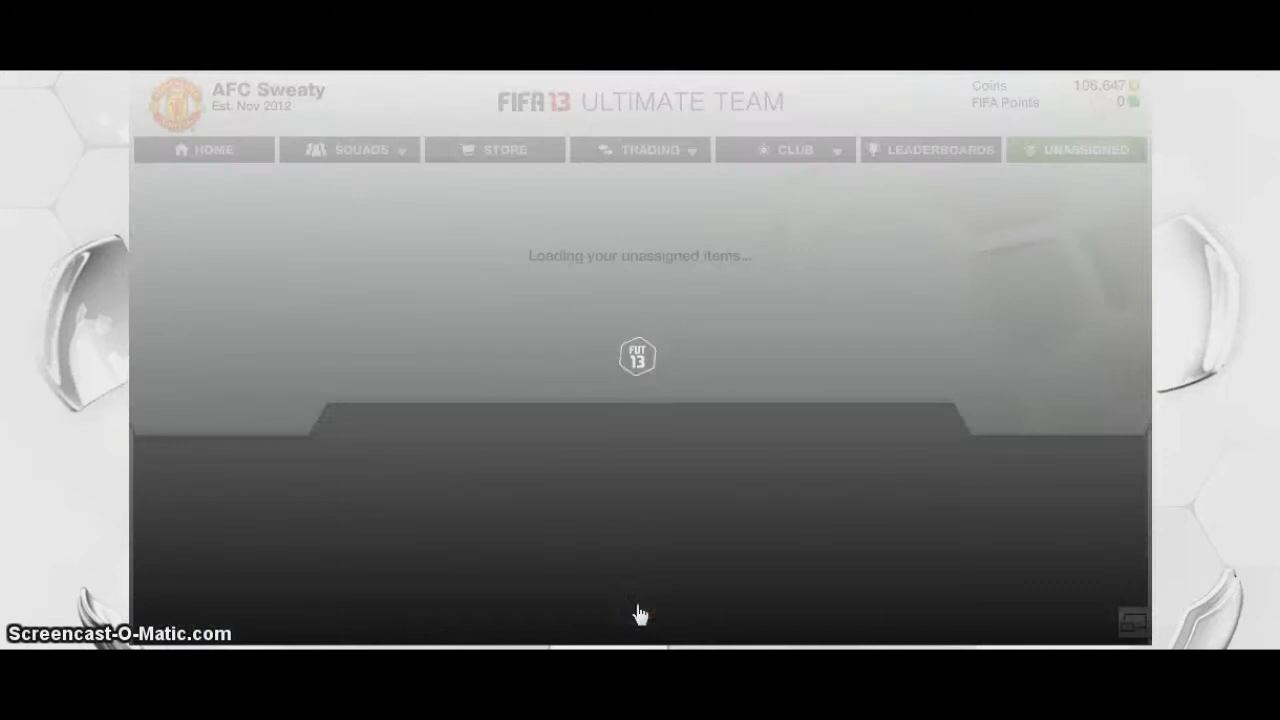 AFC Sweaty
Est. Nov 2012
FIFA 13 ULTIMATE TEAM
Coins 106,647
FIFA Points 0
HOME SQUADS STORE TRADING CLUB LEADERBOARDS UNASSIGNED
Loading your unassigned items...
FUT
13
Screencast-O-Matic.com